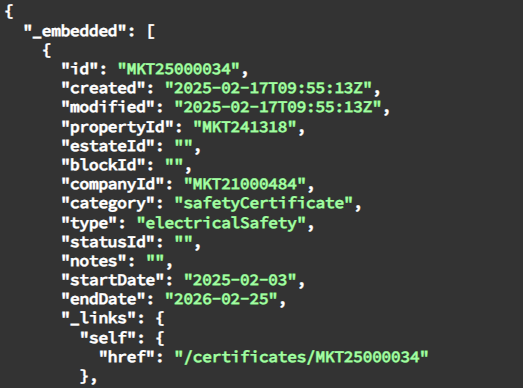 {
  "_embedded": [
    {
      "id": "MKT25000034",
      "created": "2025-02-17T09:55:13Z",
      "modified": "2025-02-17T09:55:13Z",
      "propertyId": "MKT241318",
      "estateId": "",
      "blockId": "",
      "companyId": "MKT21000484",
      "category": "safetyCertificate",
      "type": "electricalSafety",
      "statusId": "",
      "notes": "",
      "startDate": "2025-02-03",
      "endDate": "2026-02-25",
      "_links": {
        "self": {
          "href": "/certificates/MKT25000034"
        },